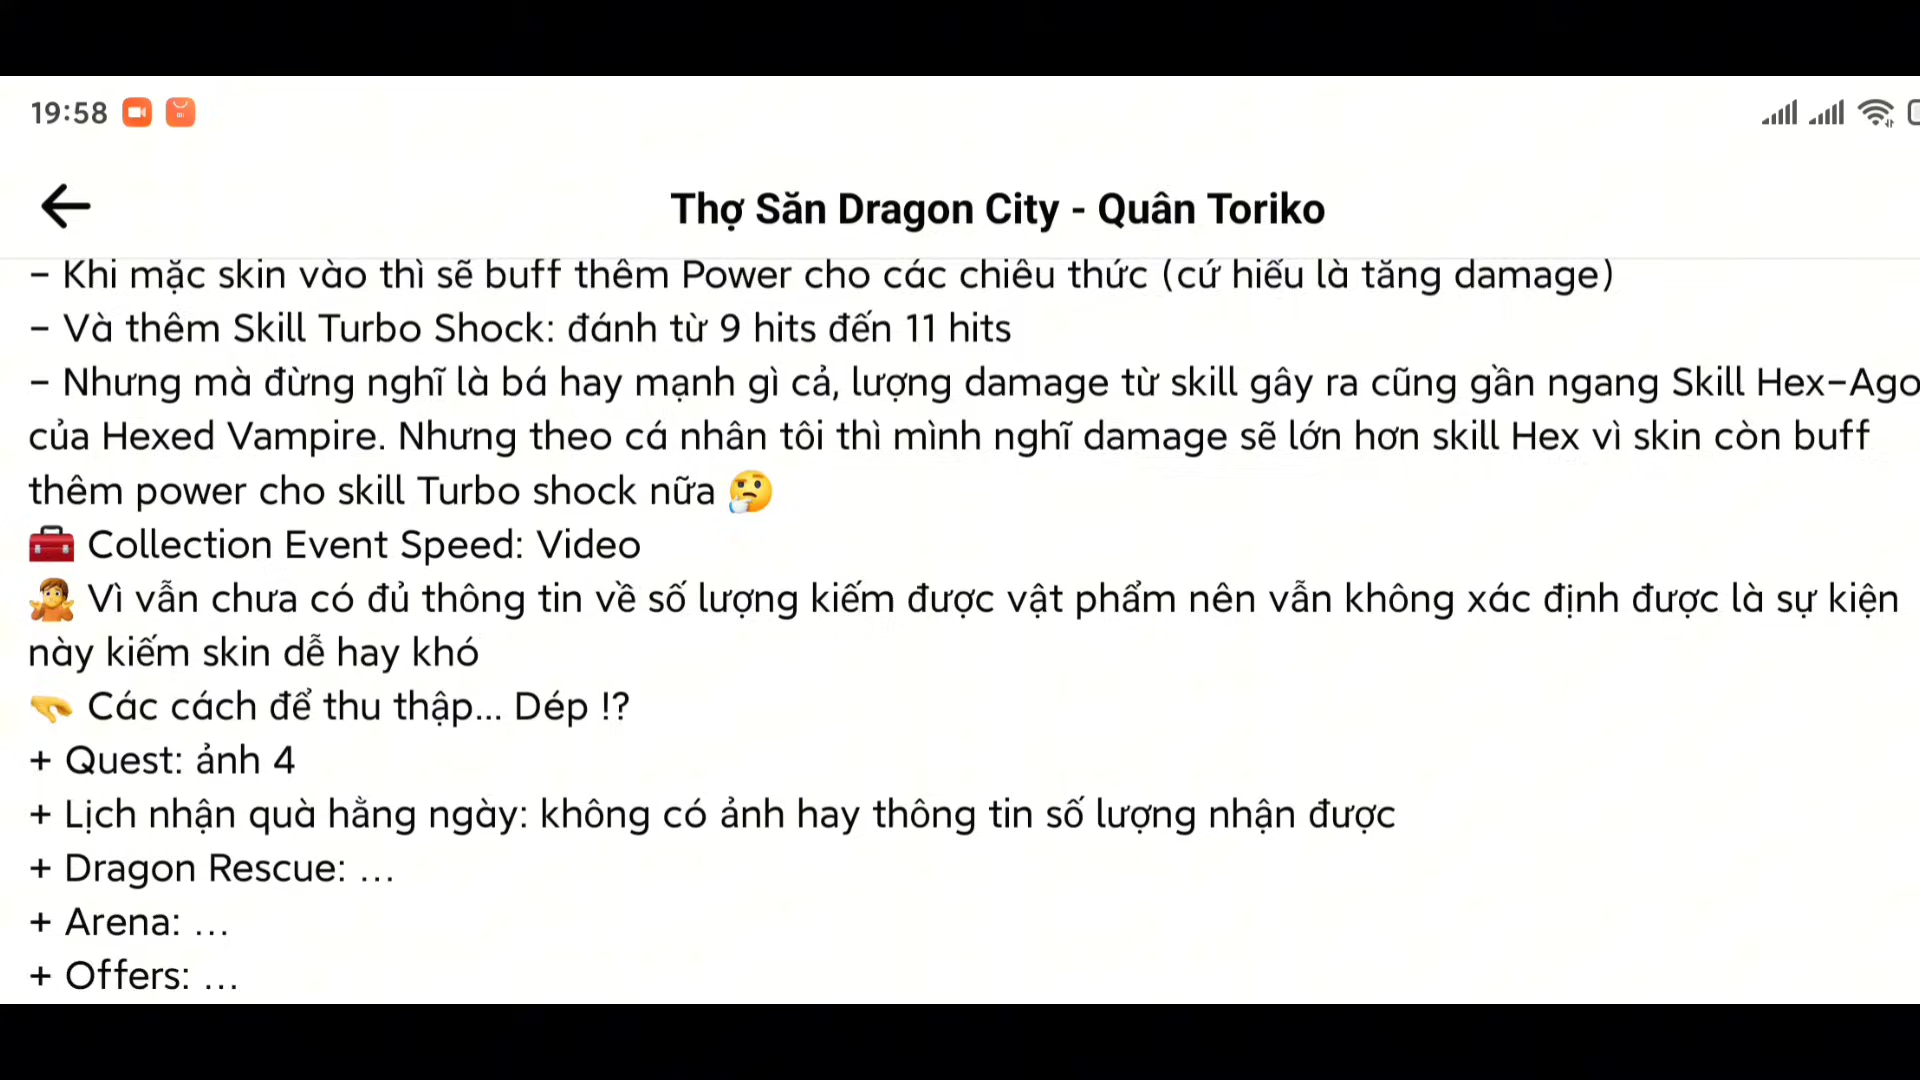 19:58
Thợ Săn Dragon City - Quân Toriko
– Khi mặc skin vào thì sẽ buff thêm Power cho các chiêu thức (cứ hiếu là tăng damage)
– Và thêm Skill Turbo Shock: đánh từ 9 hits đến 11 hits
– Nhưng mà đừng nghĩ là bá hay mạnh gì cả, lượng damage từ skill gây ra cũng gần ngang Skill Hex-Ago
của Hexed Vampire. Nhưng theo cá nhân tôi thì mình nghĩ damage sẽ lớn hơn skill Hex vì skin còn buff
thêm power cho skill Turbo shock nữa 🤔
🧰 Collection Event Speed: Video
🤷 Vì vẫn chưa có đủ thông tin về số lượng kiếm được vật phẩm nên vẫn không xác định được là sự kiện
này kiếm skin dễ hay khó
🫳 Các cách để thu thập... Dép !?
+ Quest: ảnh 4
+ Lịch nhận quà hằng ngày: không có ảnh hay thông tin số lượng nhận được
+ Dragon Rescue: ...
+ Arena: ...
+ Offers: ...